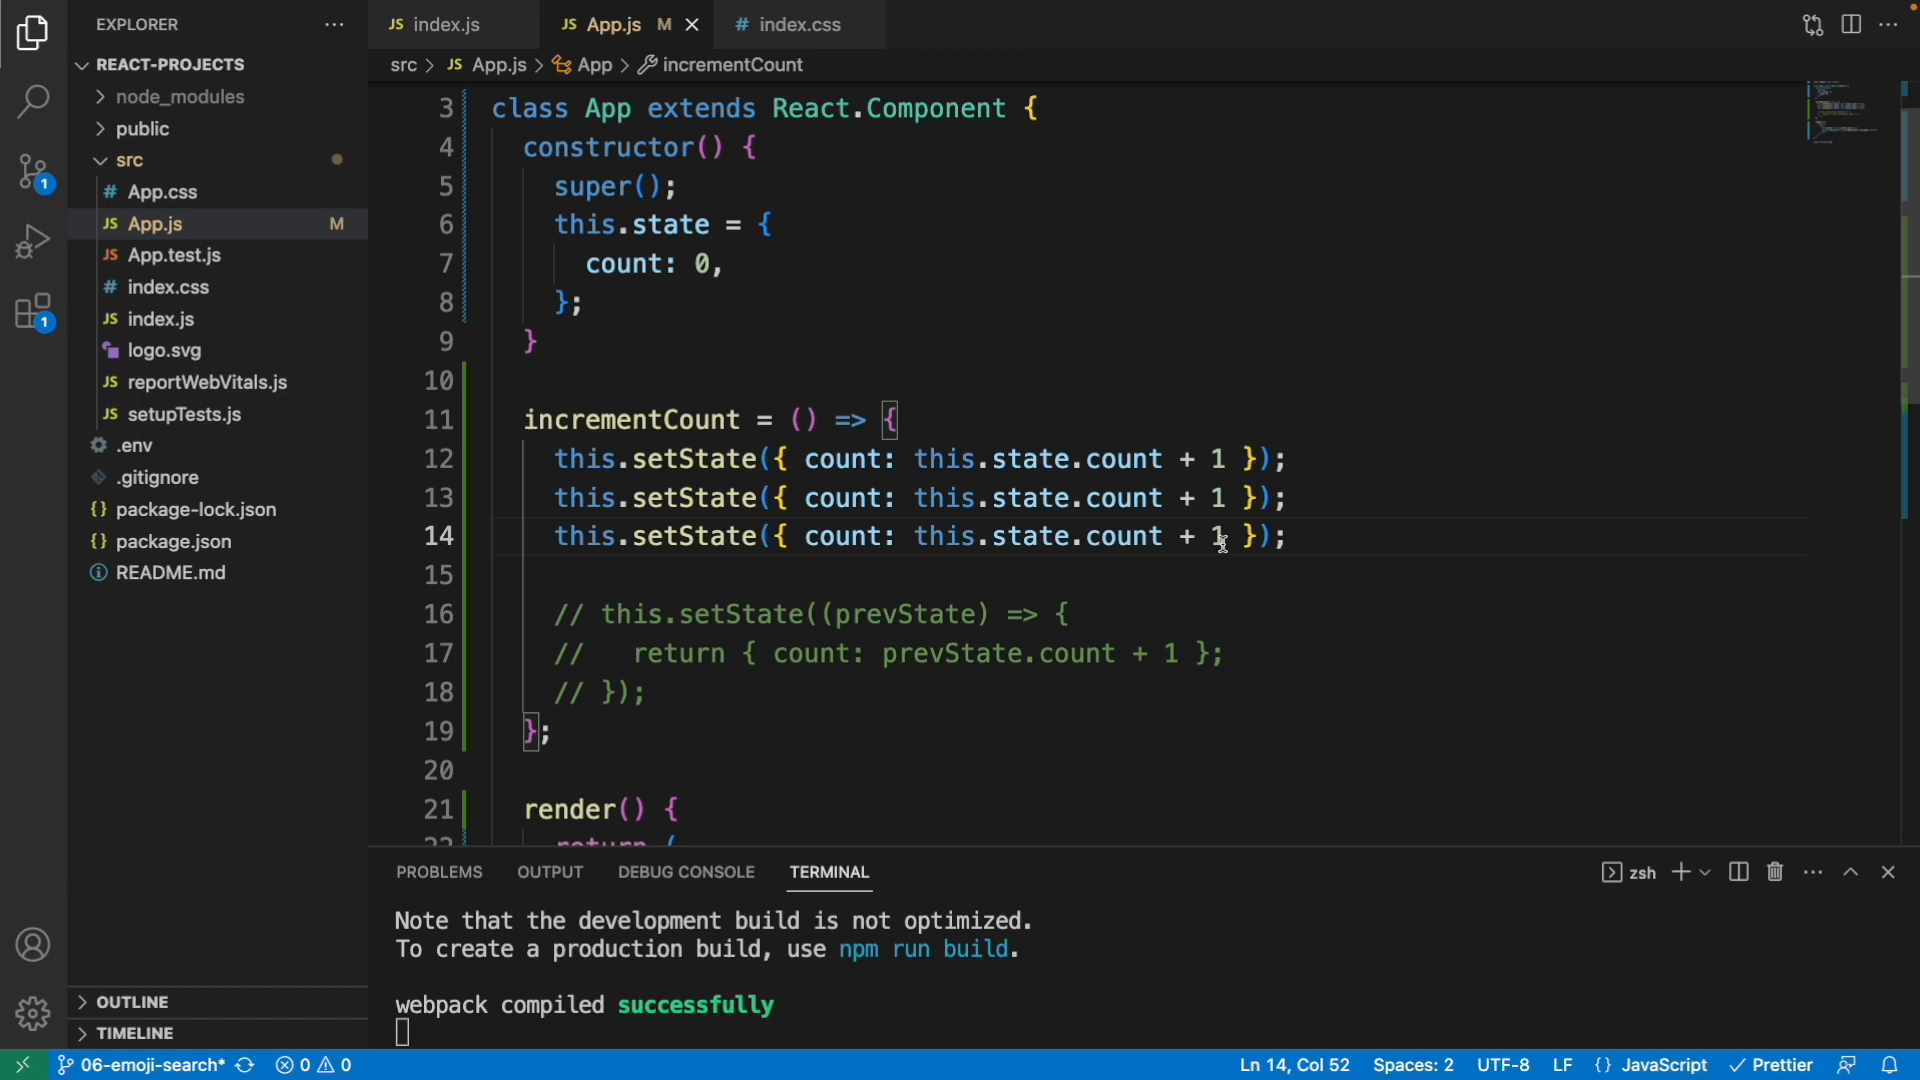 EXPLORER
REACT-PROJECTS
node_modules
public
src
# App.css
JS App.js M
JS App.test.js
# index.css
JS index.js
logo.svg
JS reportWebVitals.js
JS setupTests.js
.env
.gitignore
{} package-lock.json
{} package.json
README.md
OUTLINE
TIMELINE
1
1
JS index.js
JS App.js M
# index.css
src > JS App.js > App > incrementCount
3 class App extends React.Component {
4 constructor() {
5 super();
6 this.state = {
7 count: 0,
8 };
9 }
10
11 incrementCount = () => {
12 this.setState({ count: this.state.count + 1 });
13 this.setState({ count: this.state.count + 1 });
14 this.setState({ count: this.state.count + 1 });
15
16 // this.setState((prevState) => {
17 //   return { count: prevState.count + 1 };
18 // });
19 };
20
21 render() {
22 return (
PROBLEMS OUTPUT DEBUG CONSOLE TERMINAL
zsh
Note that the development build is not optimized.
To create a production build, use npm run build.
webpack compiled successfully
06-emoji-search* 0 0
Ln 14, Col 52 Spaces: 2 UTF-8 LF {} JavaScript Prettier